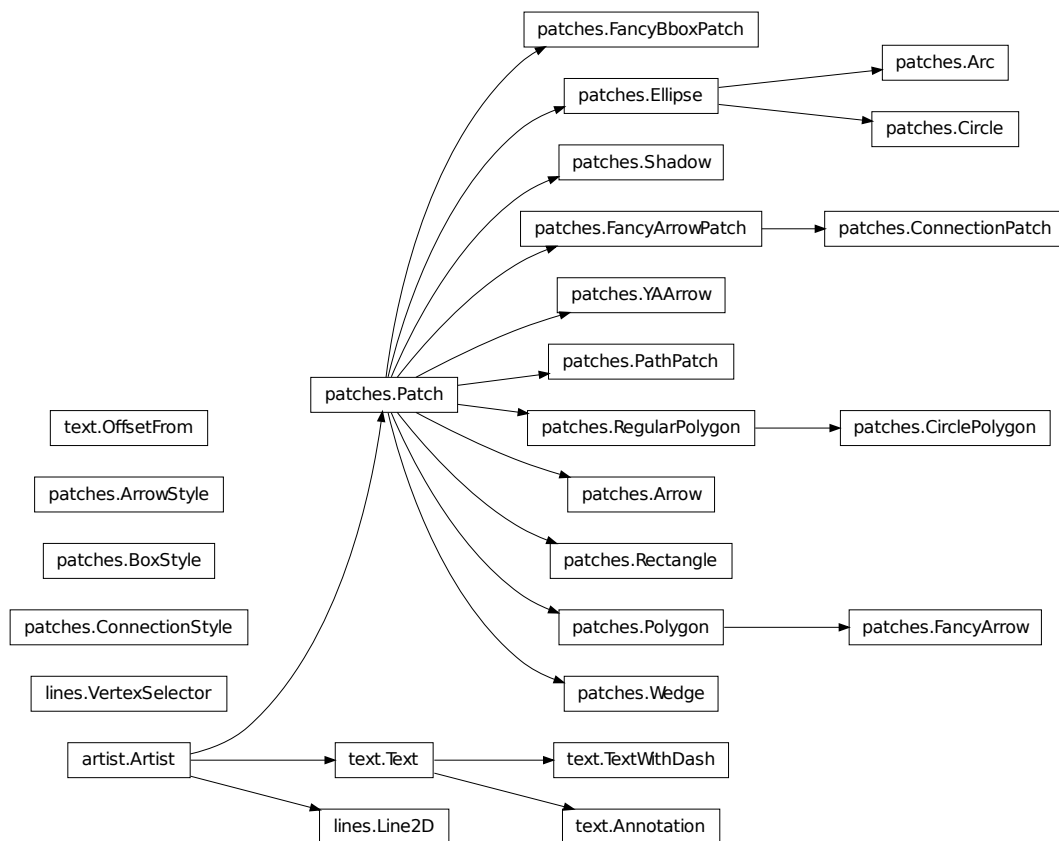 patches.FancyBboxPatch
patches.Arc
patches.Ellipse
patches.Circle
patches.Shadow
patches.FancyArrowPatch
patches.ConnectionPatch
patches.YAArrow
patches.PathPatch
patches.Patch
text.OffsetFrom
patches.RegularPolygon
patches.CirclePolygon
patches.ArrowStyle
patches.Arrow
patches.BoxStyle
patches.Rectangle
patches.ConnectionStyle
patches.Polygon
patches.FancyArrow
lines.VertexSelector
patches.Wedge
artist.Artist
text.Text
text.TextWithDash
lines.Line2D
text.Annotation